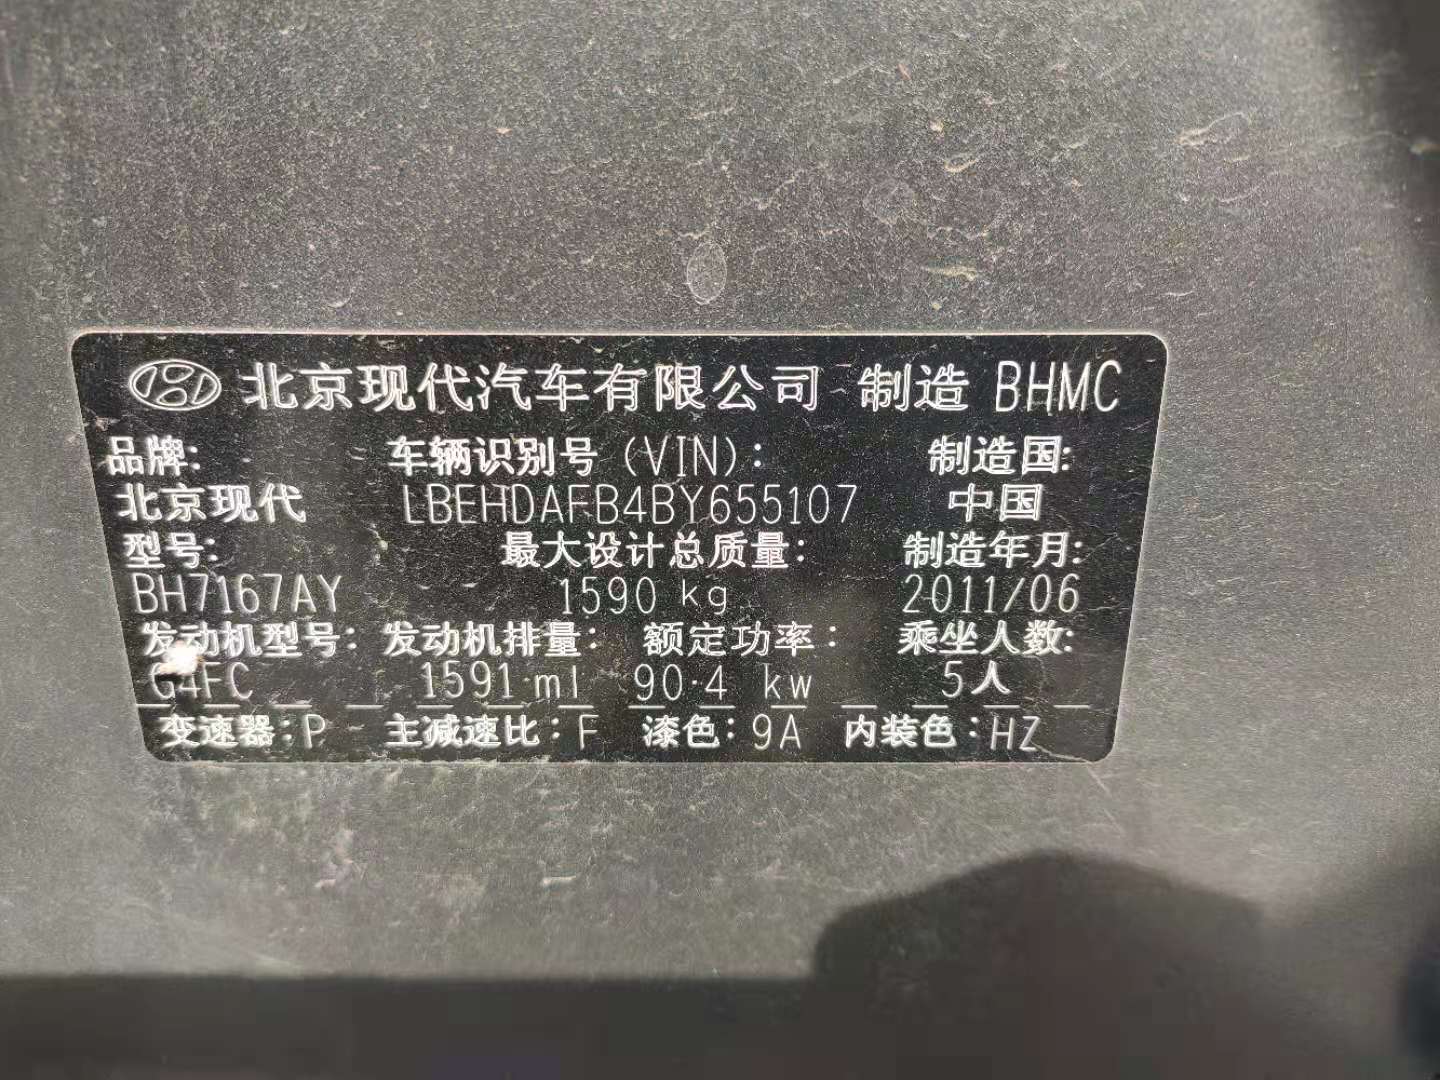 北京现代汽车有限公司 制造 BHMC
品牌: 车辆识别号 (VIN): 制造国:
北京现代 LBEHDAFB4BY655107 中国
型号: 最大设计总质量: 制造年月:
BH7167AY 1590 kg 2011/06
发动机型号: 发动机排量: 额定功率: 乘坐人数:
G4FC 1591 ml 90.4 kw 5人
变速器:P 主减速比:F 漆色:9A 内装色:HZ